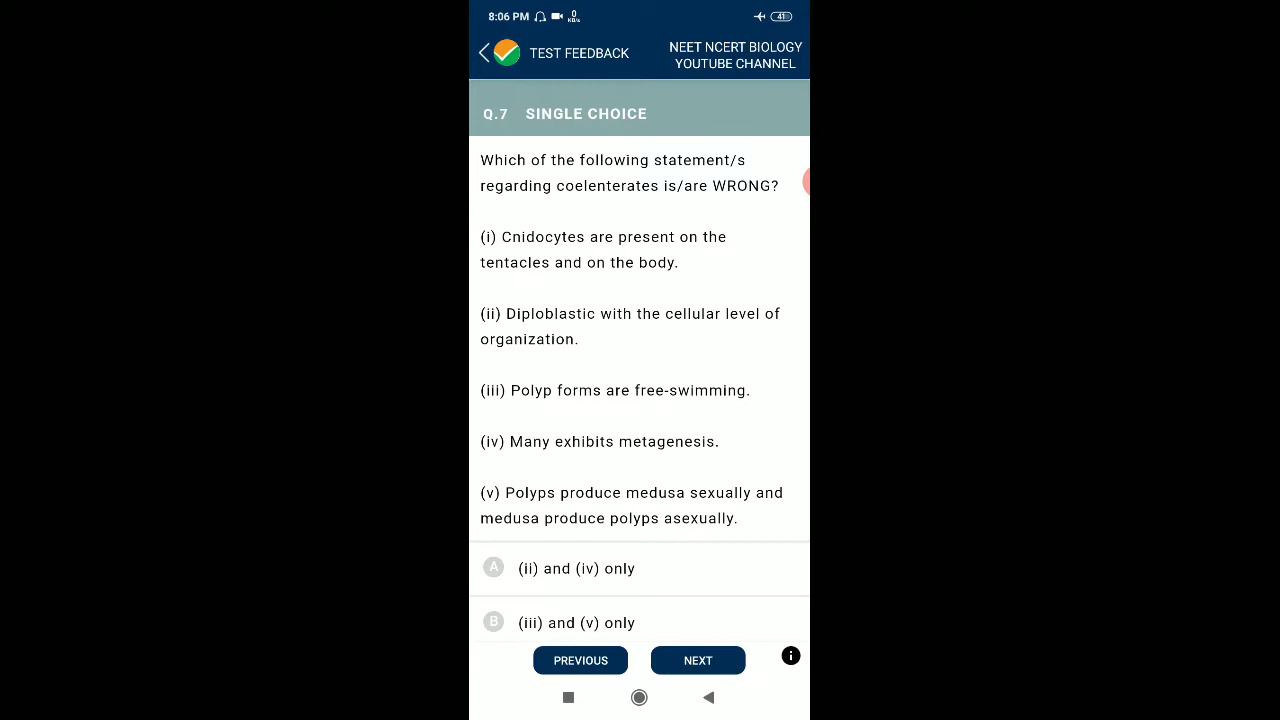 8:06 PM 0 KB/s 41
TEST FEEDBACK
NEET NCERT BIOLOGY
YOUTUBE CHANNEL
Q.7 SINGLE CHOICE
Which of the following statement/s
regarding coelenterates is/are WRONG?
(i) Cnidocytes are present on the
tentacles and on the body.
(ii) Diploblastic with the cellular level of
organization.
(iii) Polyp forms are free-swimming.
(iv) Many exhibits metagenesis.
(v) Polyps produce medusa sexually and
medusa produce polyps asexually.
A (ii) and (iv) only
B (iii) and (v) only
PREVIOUS NEXT